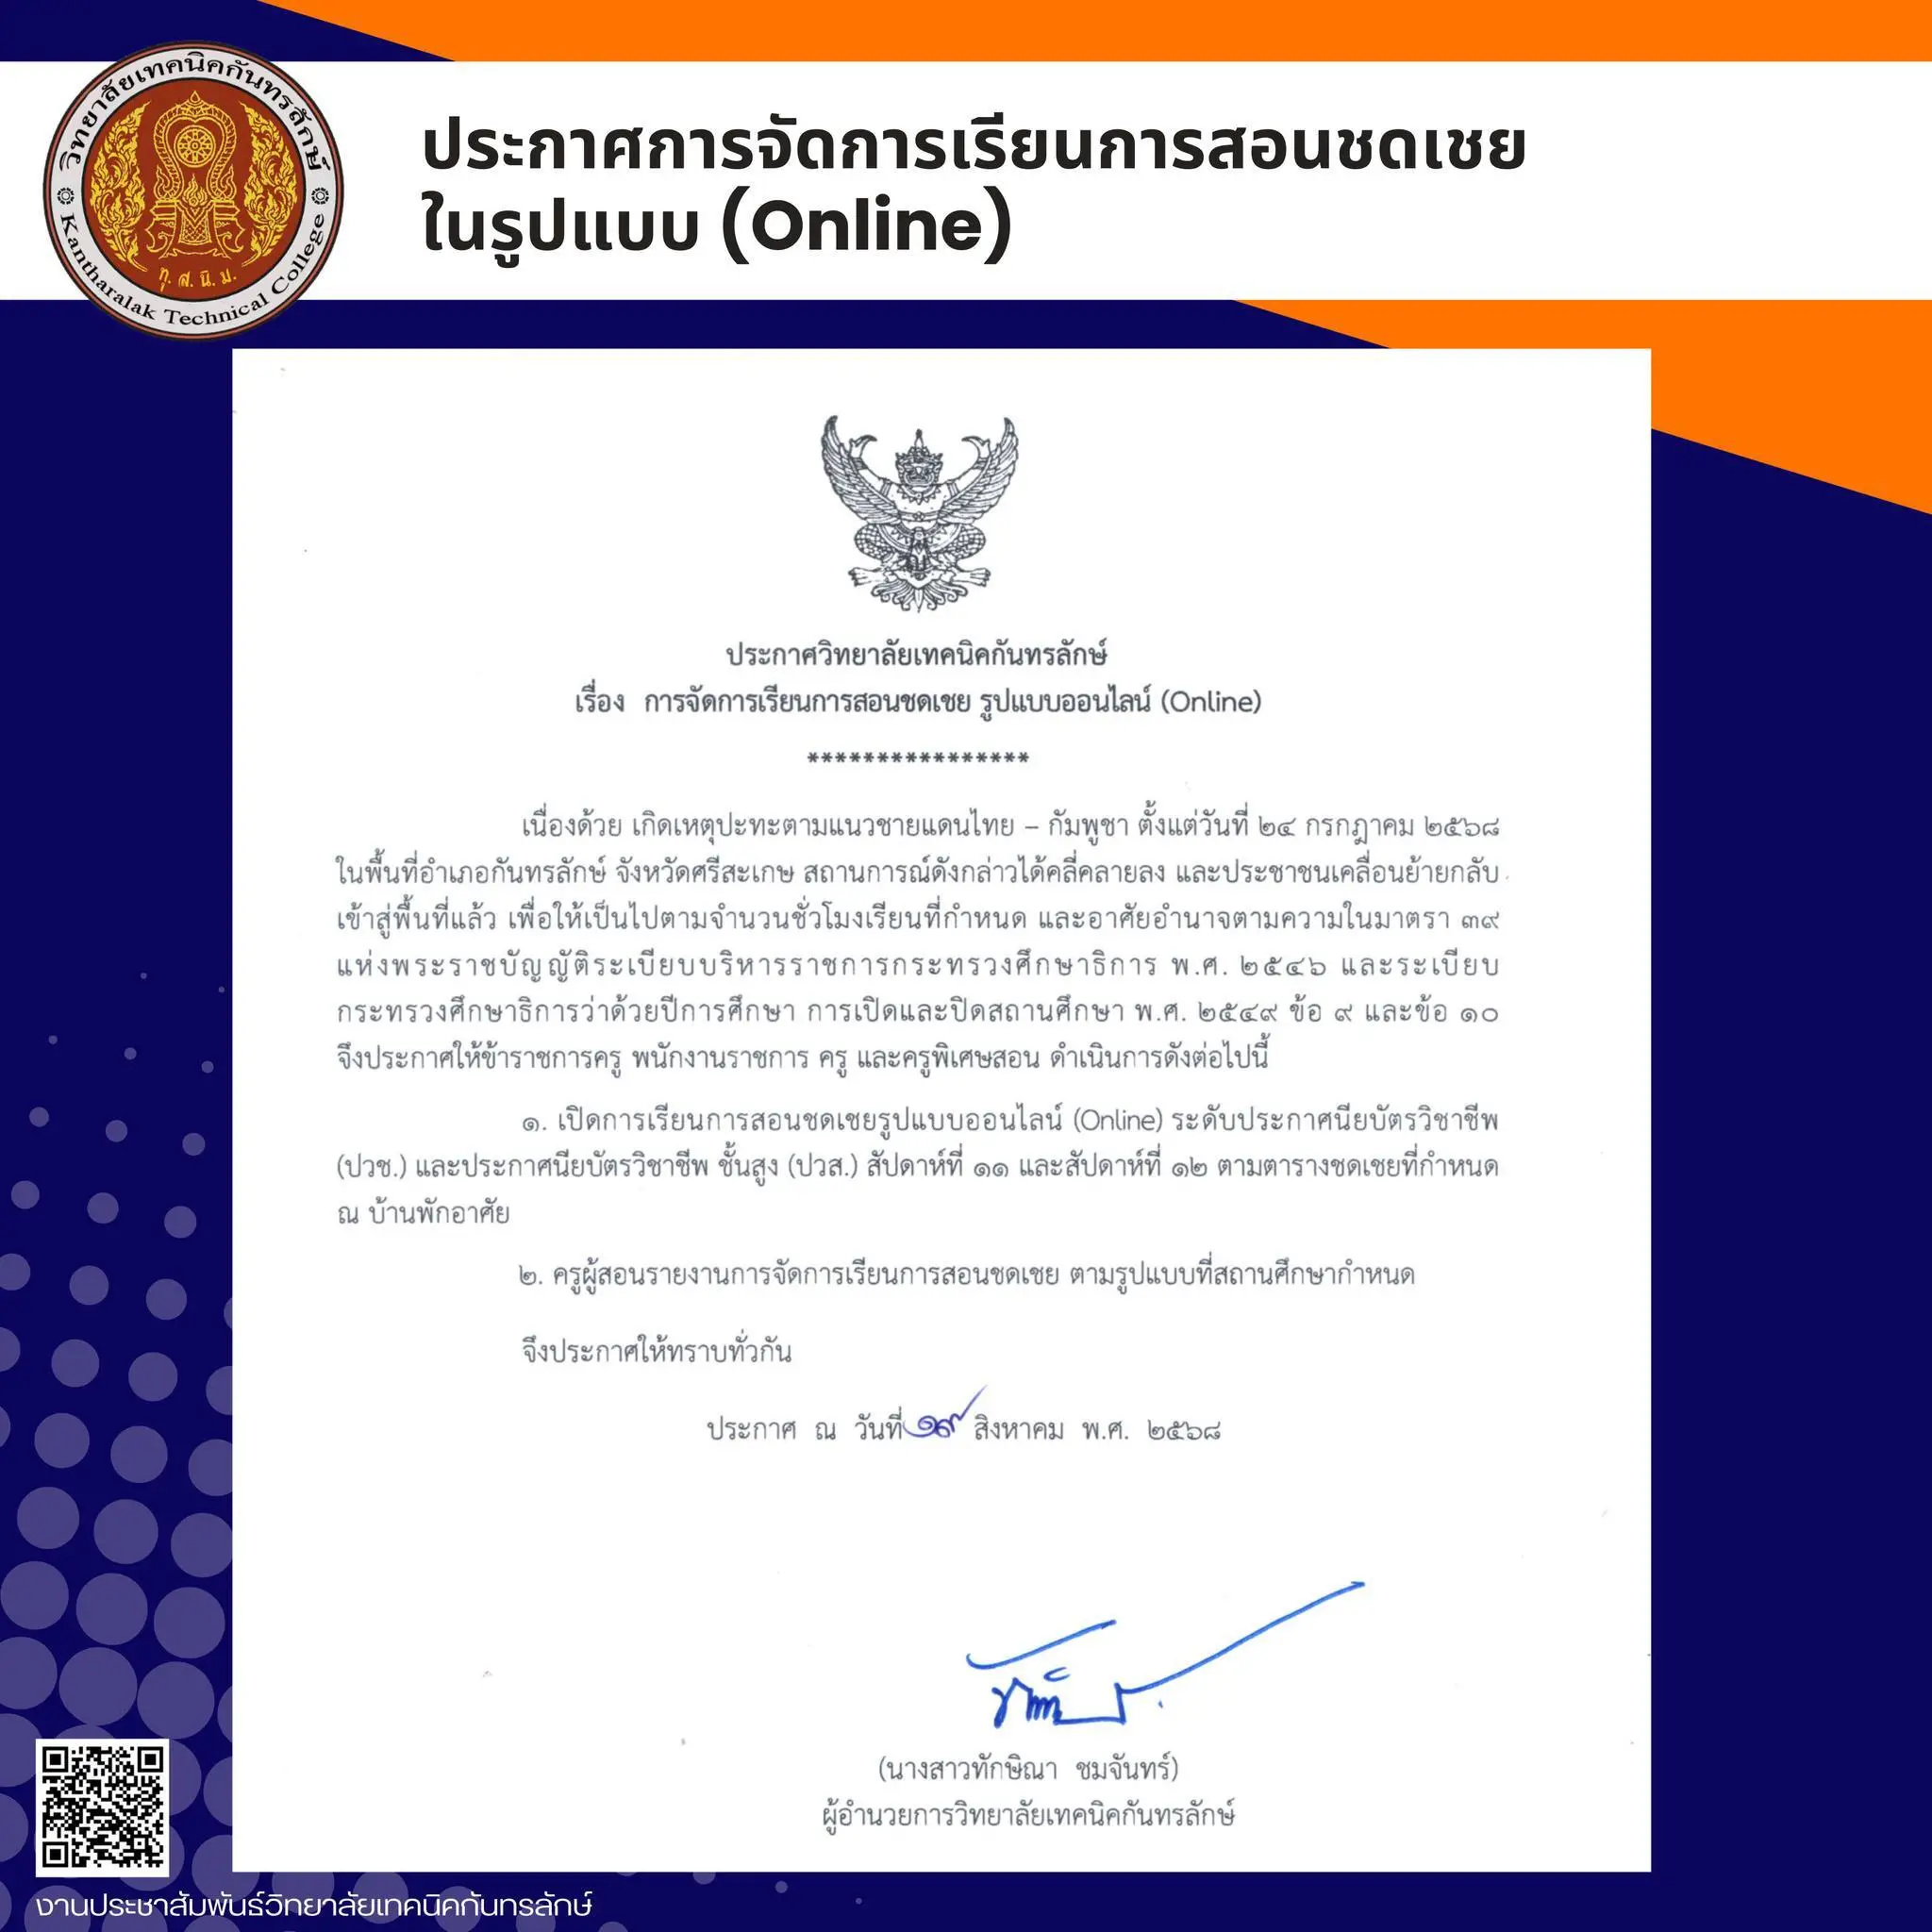 วิทยาลัยเทคนิคกันทรลักษ์
ทุ. ส. นิ. ม.
Kantharalak Technical College
ประกาศการจัดการเรียนการสอนชดเชย
ในรูปแบบ (Online)
ประกาศวิทยาลัยเทคนิคกันทรลักษ์
เรื่อง การจัดการเรียนการสอนชดเชย รูปแบบออนไลน์ (Online)
****************
เนื่องด้วย เกิดเหตุปะทะตามแนวชายแดนไทย – กัมพูชา ตั้งแต่วันที่ ๒๔ กรกฎาคม ๒๕๖๘
ในพื้นที่อำเภอกันทรลักษ์ จังหวัดศรีสะเกษ สถานการณ์ดังกล่าวได้คลี่คลายลง และประชาชนเคลื่อนย้ายกลับ
เข้าสู่พื้นที่แล้ว เพื่อให้เป็นไปตามจำนวนชั่วโมงเรียนที่กำหนด และอาศัยอำนาจตามความในมาตรา ๓๙
แห่งพระราชบัญญัติระเบียบบริหารราชการกระทรวงศึกษาธิการ พ.ศ. ๒๕๔๖ และระเบียบ
กระทรวงศึกษาธิการว่าด้วยปีการศึกษา การเปิดและปิดสถานศึกษา พ.ศ. ๒๕๔๙ ข้อ ๙ และข้อ ๑๐
จึงประกาศให้ข้าราชการครู พนักงานราชการ ครู และครูพิเศษสอน ดำเนินการดังต่อไปนี้
๑. เปิดการเรียนการสอนชดเชยรูปแบบออนไลน์ (Online) ระดับประกาศนียบัตรวิชาชีพ
(ปวช.) และประกาศนียบัตรวิชาชีพ ชั้นสูง (ปวส.) สัปดาห์ที่ ๑๑ และสัปดาห์ที่ ๑๒ ตามตารางชดเชยที่กำหนด
ณ บ้านพักอาศัย
๒. ครูผู้สอนรายงานการจัดการเรียนการสอนชดเชย ตามรูปแบบที่สถานศึกษากำหนด
จึงประกาศให้ทราบทั่วกัน
ประกาศ ณ วันที่ ๑๙ สิงหาคม พ.ศ. ๒๕๖๘
(นางสาวทักษิณา ชมจันทร์)
ผู้อำนวยการวิทยาลัยเทคนิคกันทรลักษ์
งานประชาสัมพันธ์วิทยาลัยเทคนิคกันทรลักษ์